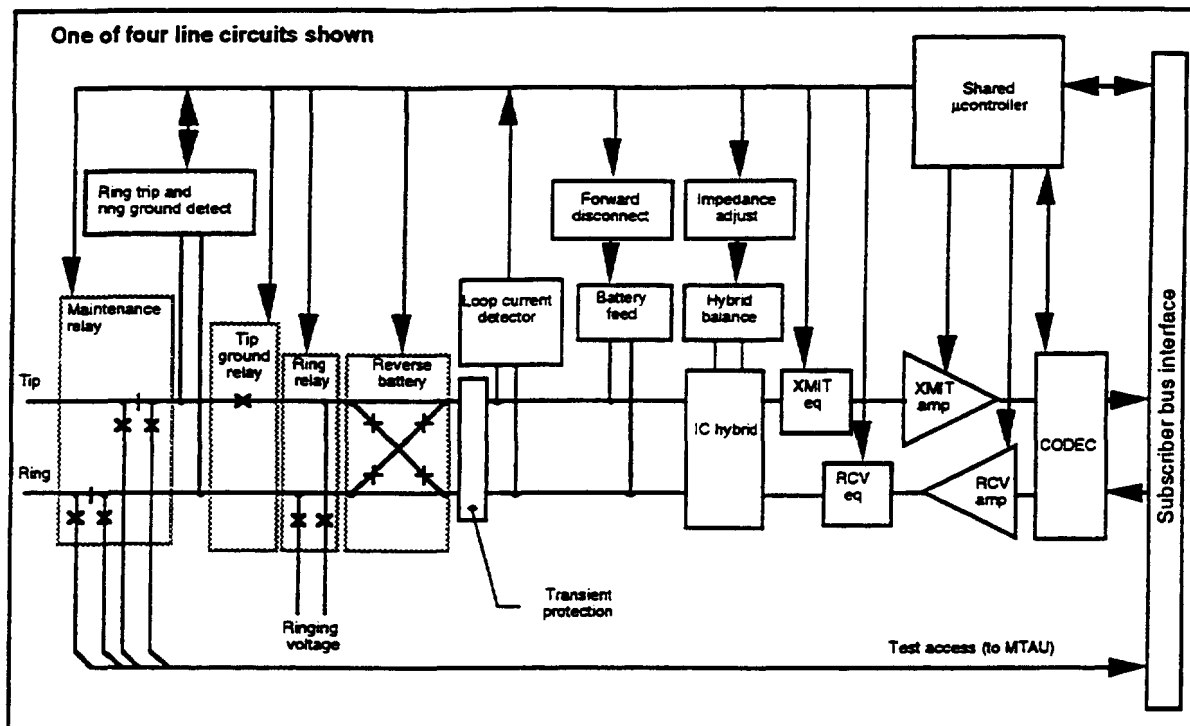 One of four line circuits shown
Shared
µcontroller
Ring trip and
ring ground detect
Forward
disconnect
Impedance
adjust
Maintenance
relay
Loop current
detector
Battery
feed
Hybrid
balance
Tip
ground
relay
Ring
relay
Reverse
battery
Tip
XMIT
eq
XMIT
amp
IC hybrid
CODEC
Ring
RCV
eq
RCV
amp
Subscriber bus interface
Transient
protection
Ringing
voltage
Test access (to MTAU)